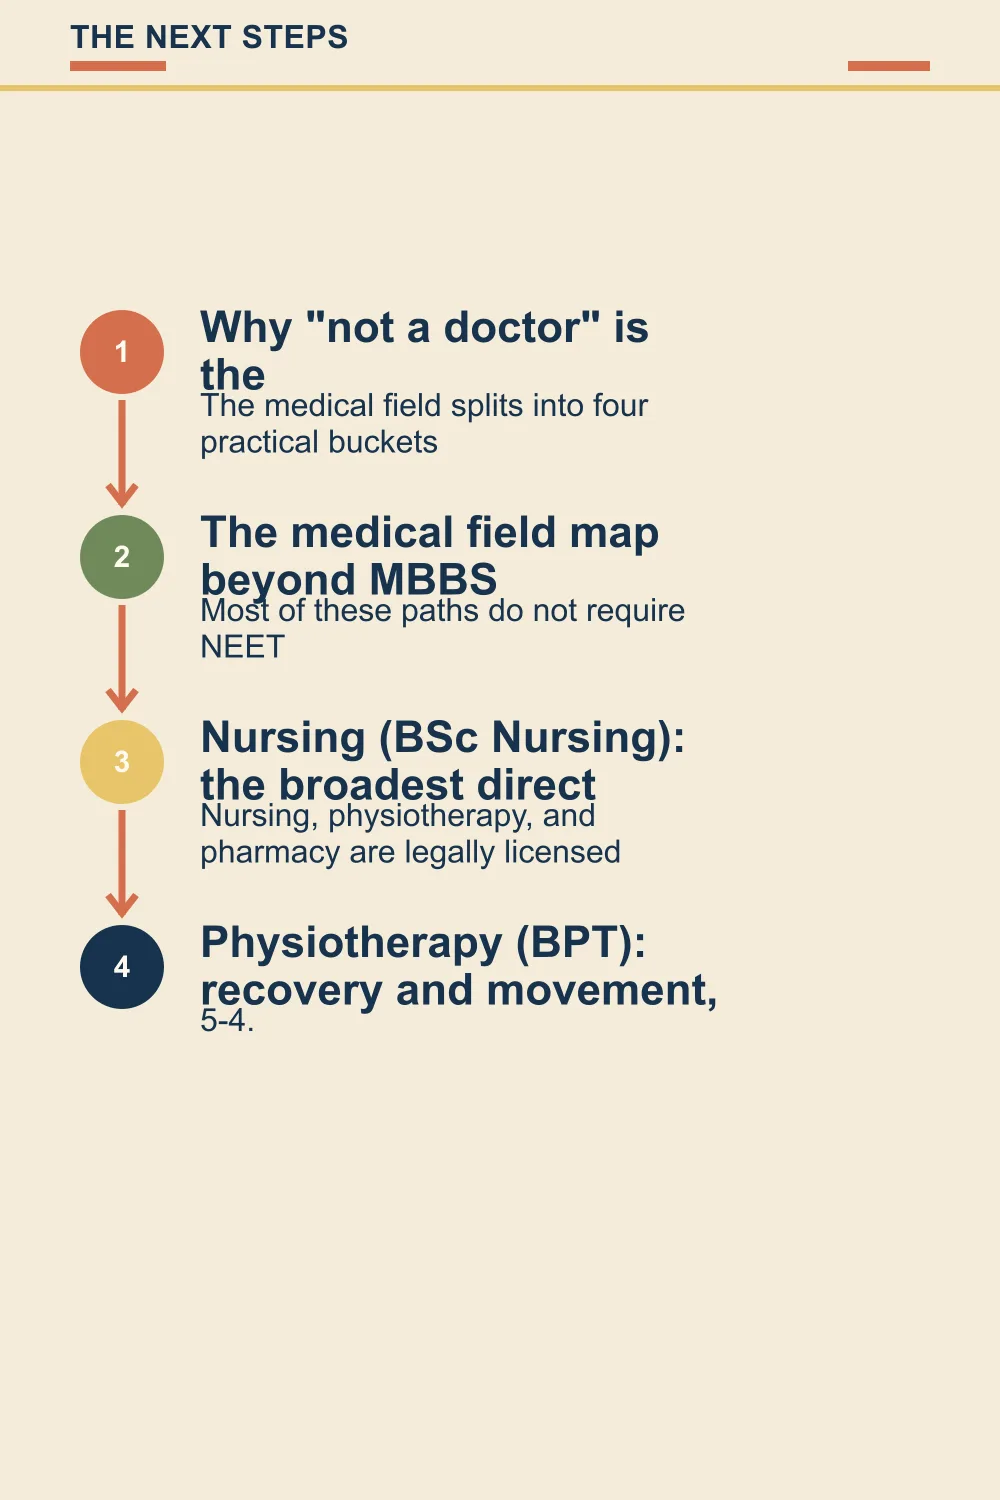 THE NEXT STEPS
1
Why "not a doctor" is
the
The medical field splits into four
practical buckets
2
The medical field map
beyond MBBS
Most of these paths do not require
NEET
3
Nursing (BSc Nursing):
the broadest direct
Nursing, physiotherapy, and
pharmacy are legally licensed
4
Physiotherapy (BPT):
recovery and movement,
5-4.